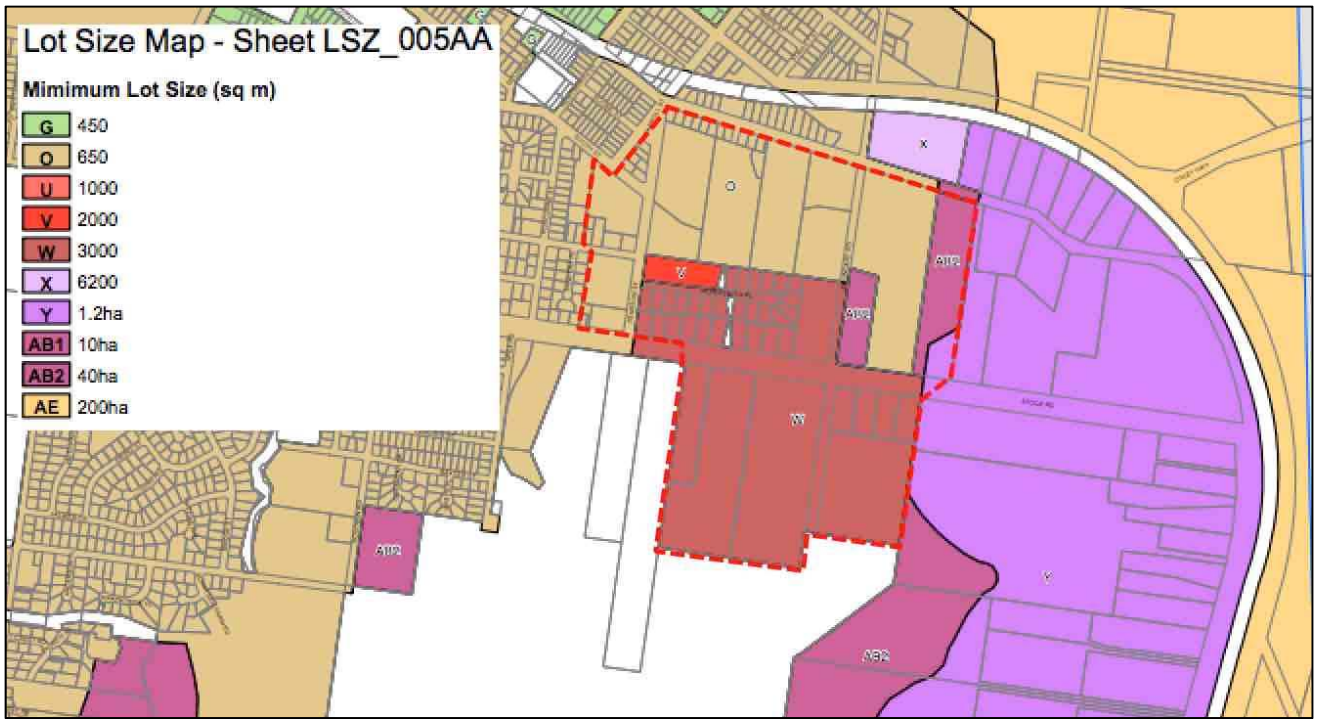 Lot Size Map - Sheet LSZ_005AA
Mimimum Lot Size (sq m)
G 450
O 650
U 1000
V 2000
W 3000
X 6200
Y 1.2ha
AB1 10ha
AB2 40ha
AE 200ha
G
G
X
O
AB2
V
AB2
W
AB2
Y
AB2